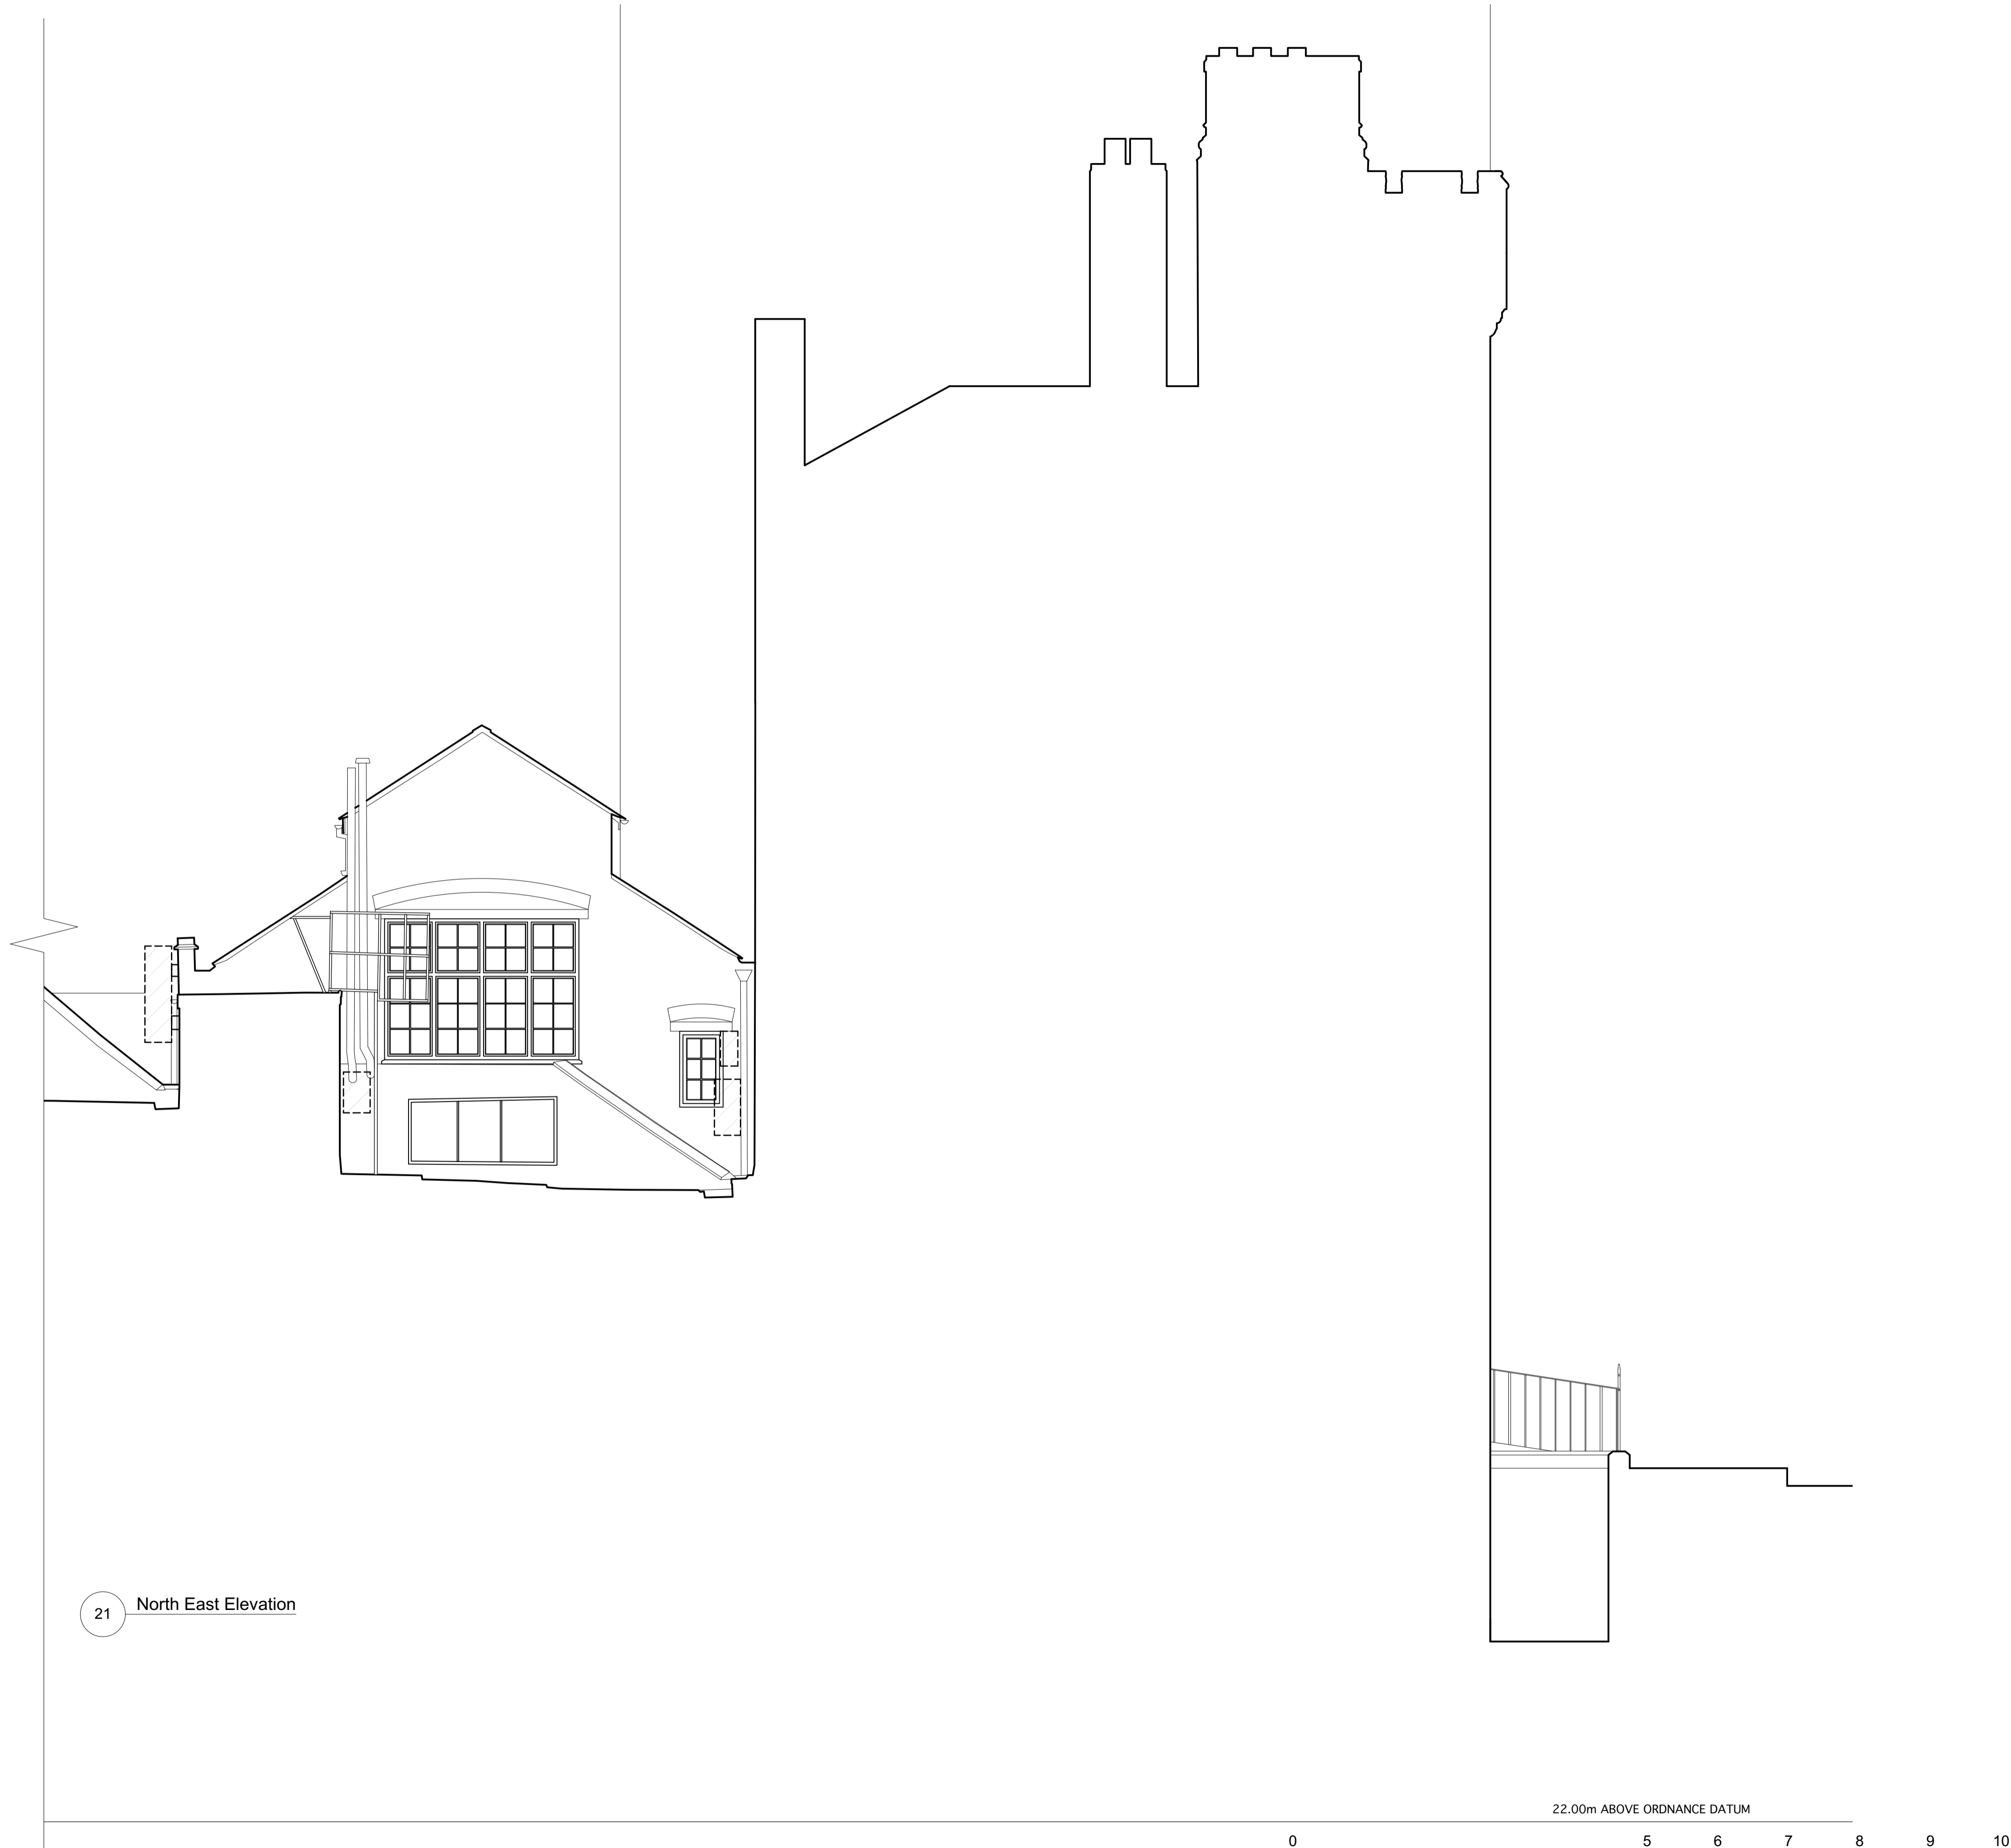 21
North East Elevation
22.00m ABOVE ORDNANCE DATUM
0 5 6 7 8 9 10